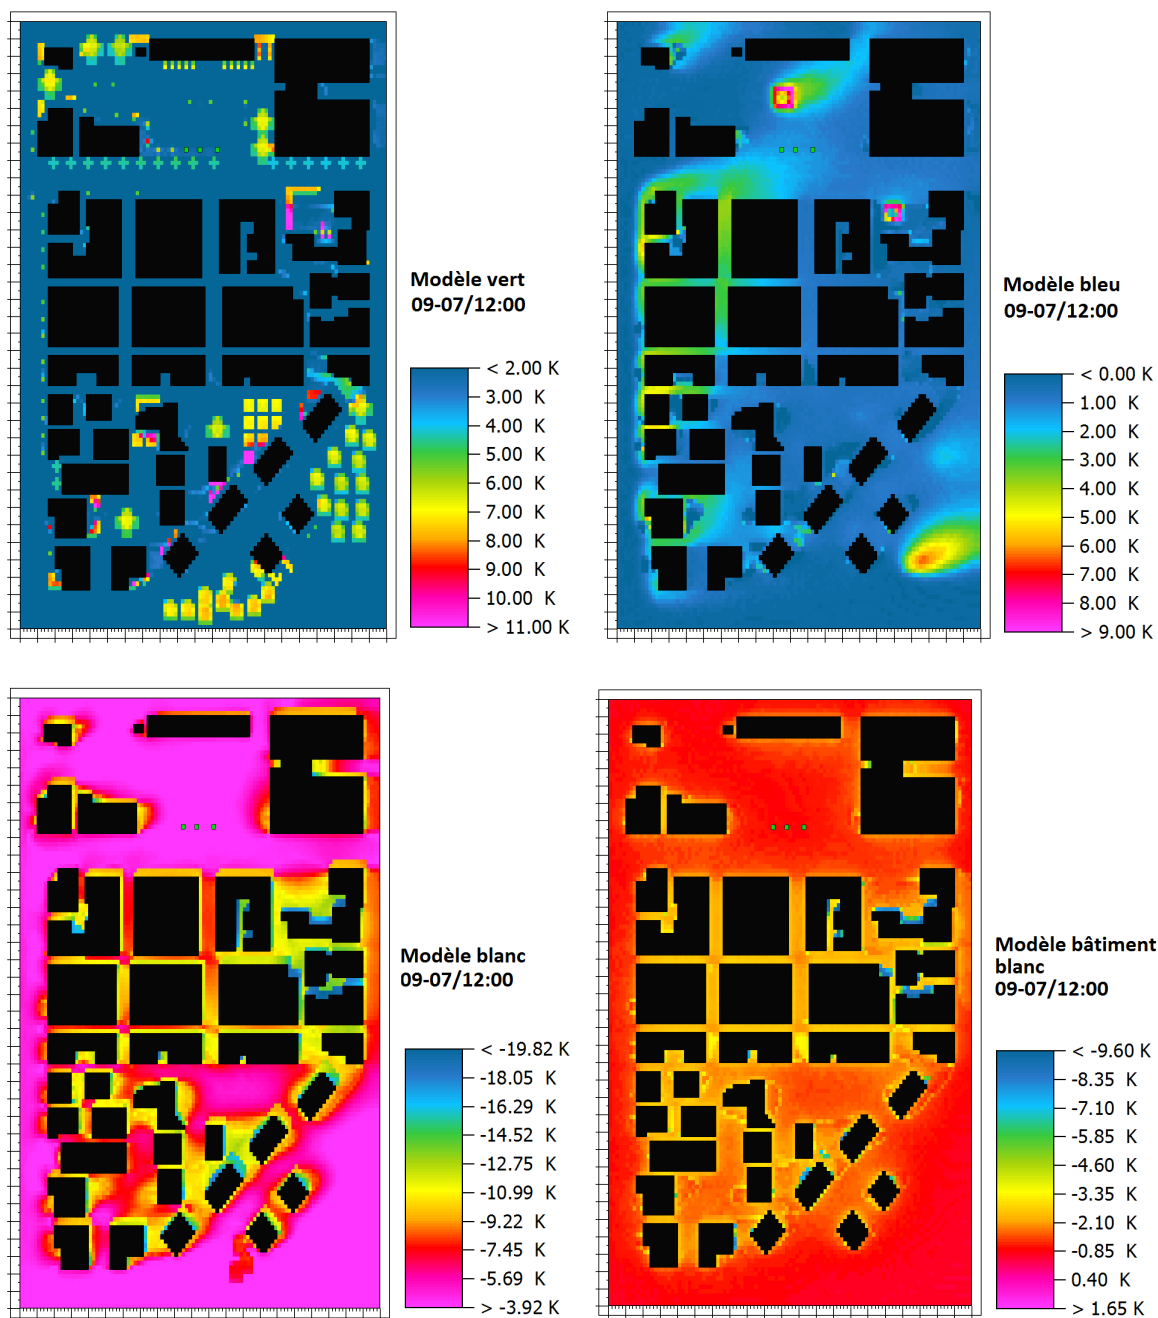 Modèle vert
09-07/12:00
< 2.00 K
3.00 K
4.00 K
5.00 K
6.00 K
7.00 K
8.00 K
9.00 K
10.00 K
> 11.00 K
Modèle bleu
09-07/12:00
< 0.00 K
1.00 K
2.00 K
3.00 K
4.00 K
5.00 K
6.00 K
7.00 K
8.00 K
> 9.00 K
Modèle blanc
09-07/12:00
< -19.82 K
-18.05 K
-16.29 K
-14.52 K
-12.75 K
-10.99 K
-9.22 K
-7.45 K
-5.69 K
> -3.92 K
Modèle bâtiment
blanc
09-07/12:00
< -9.60 K
-8.35 K
-7.10 K
-5.85 K
-4.60 K
-3.35 K
-2.10 K
-0.85 K
0.40 K
> 1.65 K